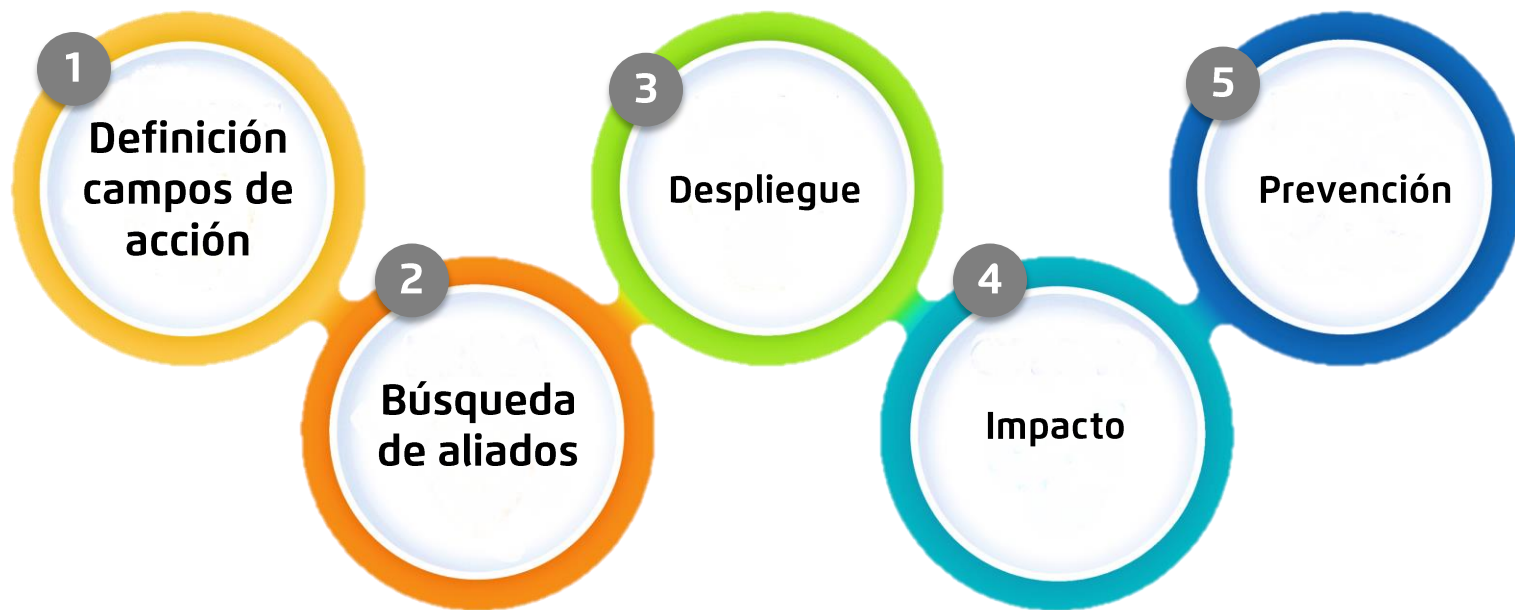 1
Definición
campos de
acción
2
Búsqueda
de aliados
3
Despliegue
4
Impacto
5
Prevención